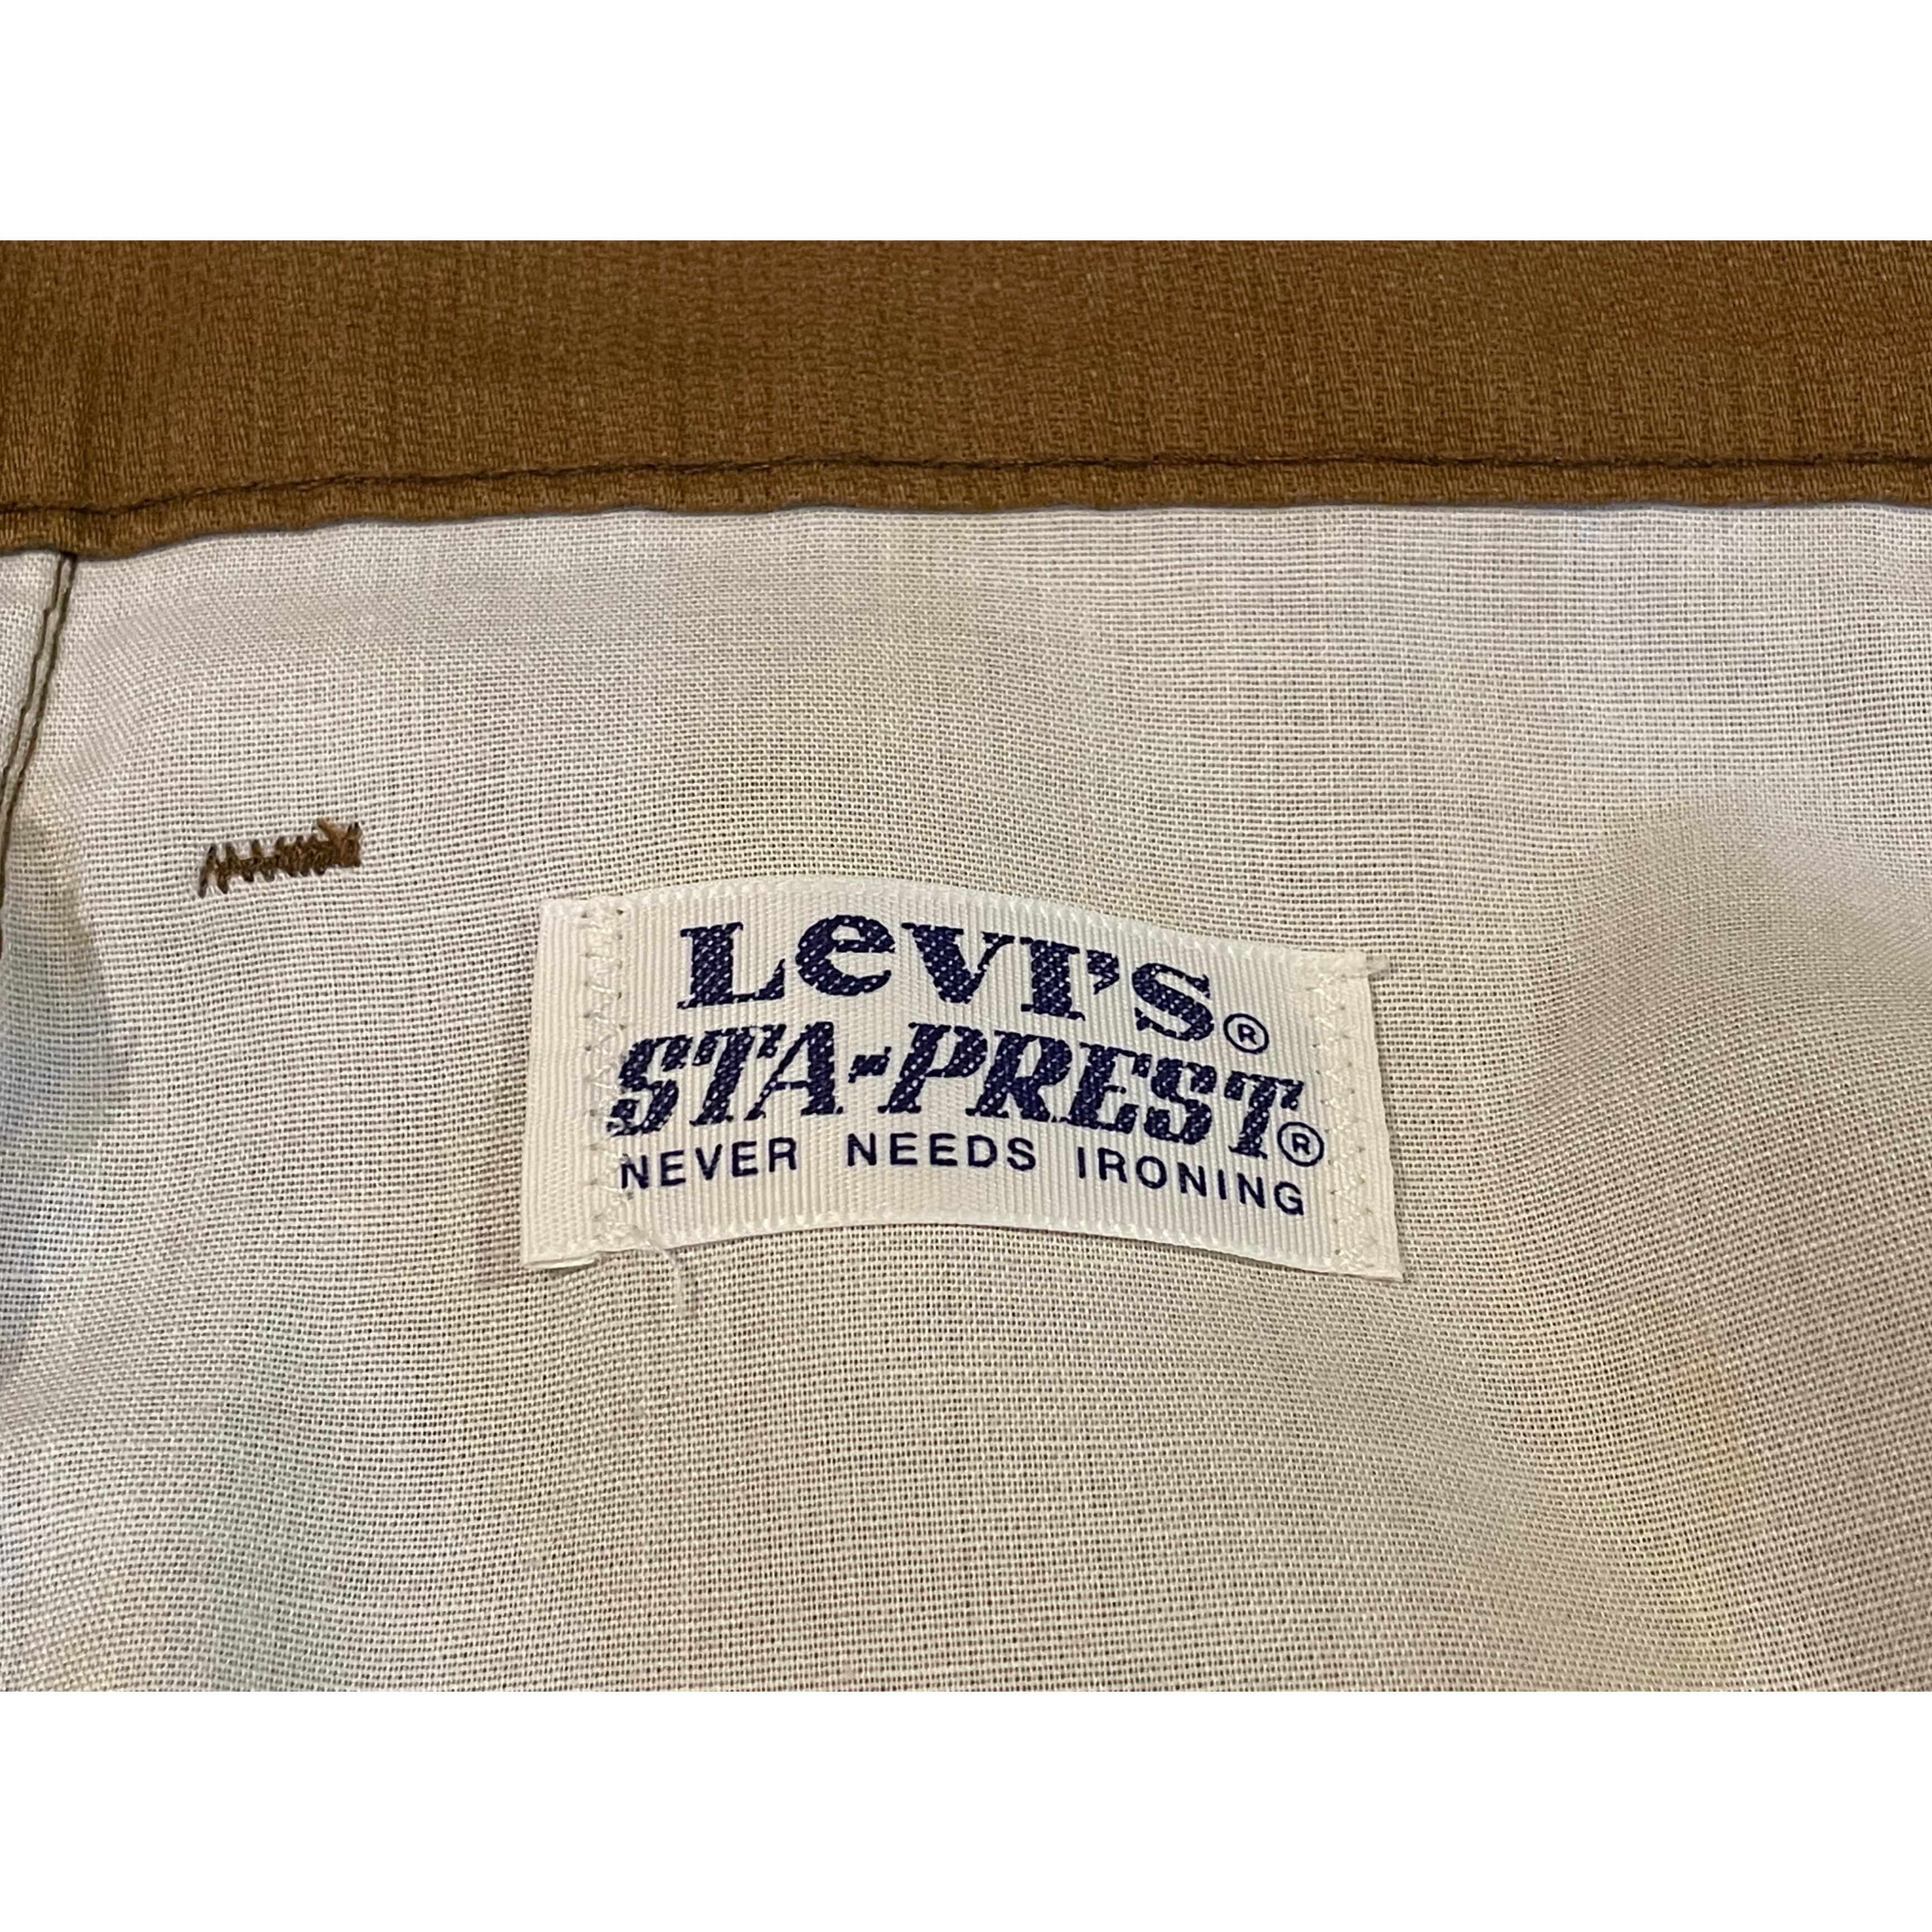 LeVI'S®
STA-PREST®
NEVER NEEDS IRONING